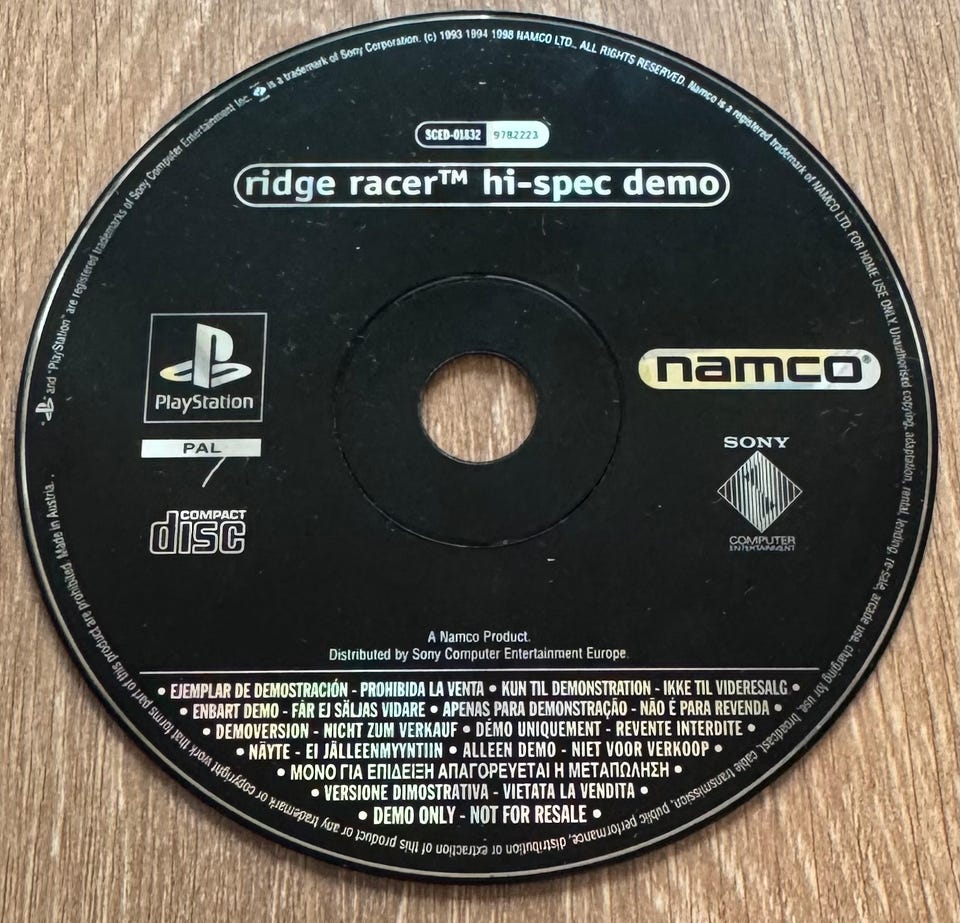 SCED-01832 9782223
ridge racer™ hi-spec demo
PlayStation
PAL
COMPACT
disc
namco®
SONY
COMPUTER
ENTERTAINMENT
A Namco Product.
Distributed by Sony Computer Entertainment Europe.
• EJEMPLAR DE DEMOSTRACIÓN - PROHIBIDA LA VENTA • KUN TIL DEMONSTRATION - IKKE TIL VIDERESALG •
• ENBART DEMO - FÅR EJ SÄLJAS VIDARE • APENAS PARA DEMONSTRAÇAO - NÃO É PARA REVENDA •
• DEMOVERSION - NICHT ZUM VERKAUF • DÉMO UNIQUEMENT - REVENTE INTERDITE •
• NÄYTE - EI JÄLLEENMYYNTIIN • ALLEEN DEMO - NIET VOOR VERKOOP •
• ΜΟΝΟ ΓΙΑ ΕΠΙΔΕΙΞΗ ΑΠΑΓΟΡΕΥΕΤΑΙ Η ΜΕΤΑΠΩΛΗΣΗ •
• VERSIONE DIMOSTRATIVA - VIETATA LA VENDITA •
• DEMO ONLY - NOT FOR RESALE •
" and "PlayStation" are registered trademarks of Sony Computer Entertainment Inc. " is a trademark of Sony Corporation. (c) 1993 1994 1998 NAMCO LTD., ALL RIGHTS RESERVED. Namco is a registered trademark of NAMCO LTD. FOR HOME USE ONLY. Unauthorised copying, adaptation, rental, lending, re-sale, arcade use, charging for use, broadcast, cable transmission, public performance, distribution or extraction of this product or any trademark or copyright work that forms part of this product are prohibited. Made in Austria.